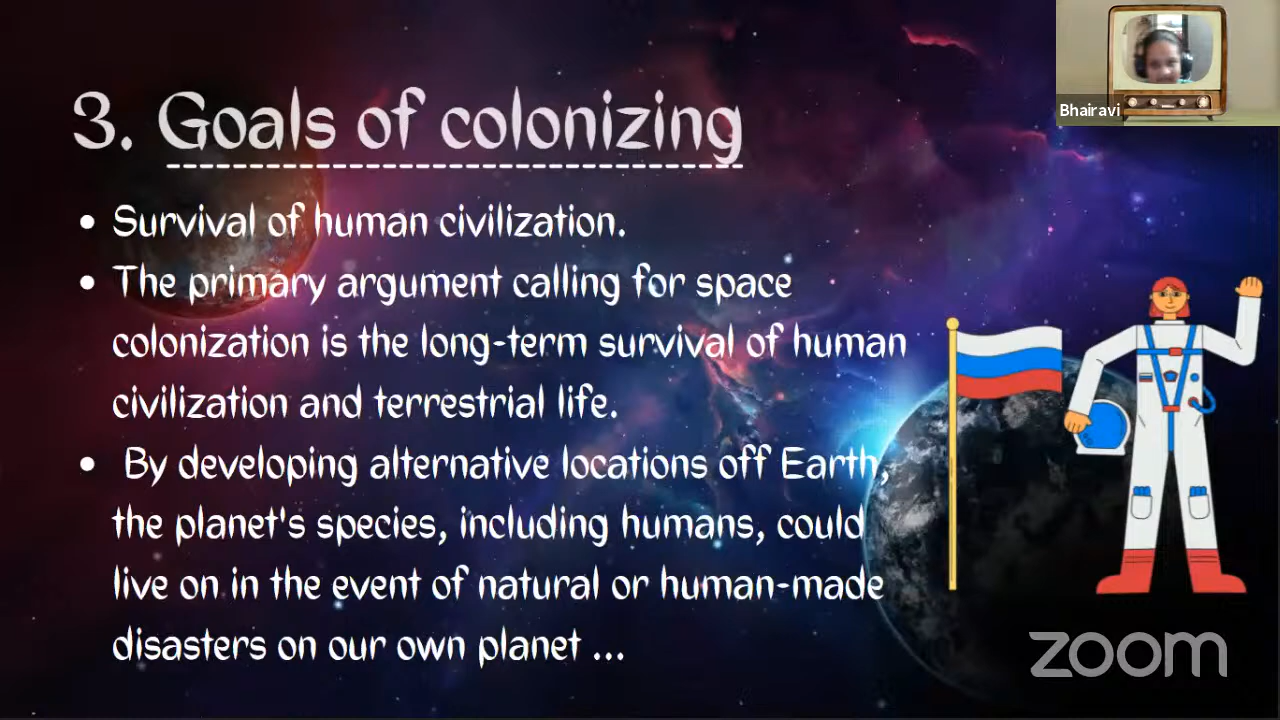 3. Goals of colonizing
• Survival of human civilization.
• The primary argument calling for space
colonization is the long-term survival of human
civilization and terrestrial life.
• By developing alternative locations off Earth,
the planet's species, including humans, could
live on in the event of natural or human-made
disasters on our own planet ...
Bhairavi
zoom